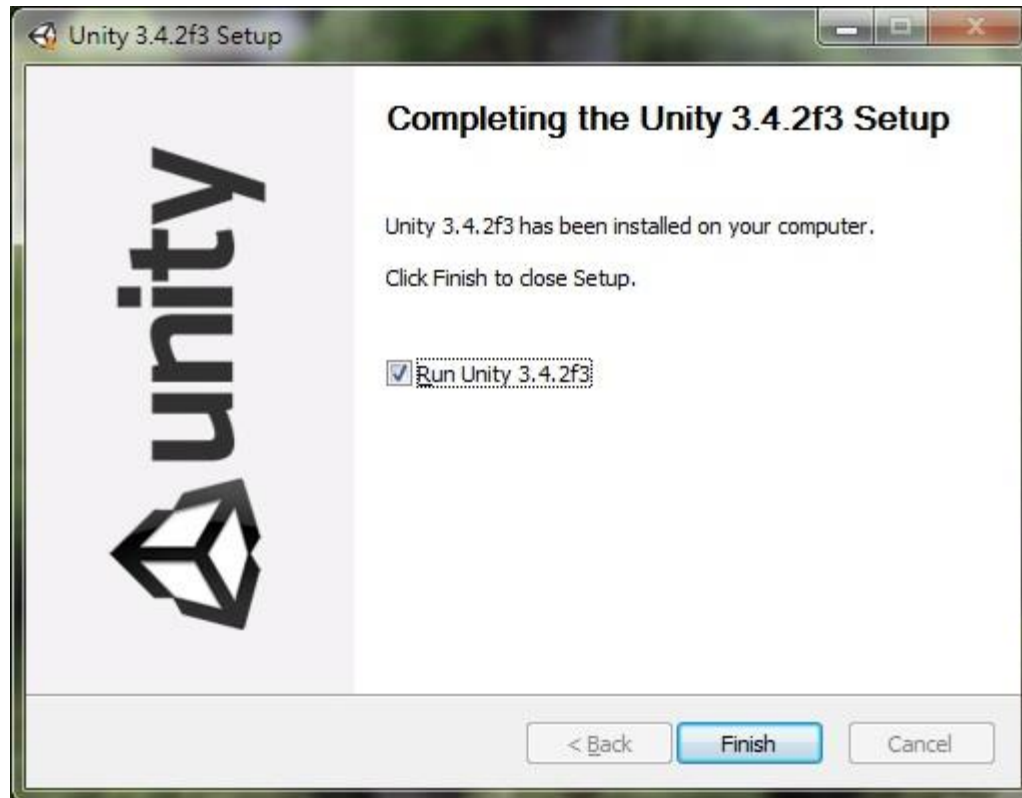 Unity 3.4.2f3 Setup
unity
Completing the Unity 3.4.2f3 Setup
Unity 3.4.2f3 has been installed on your computer.
Click Finish to close Setup.
Run Unity 3.4.2f3
< Back
Finish
Cancel